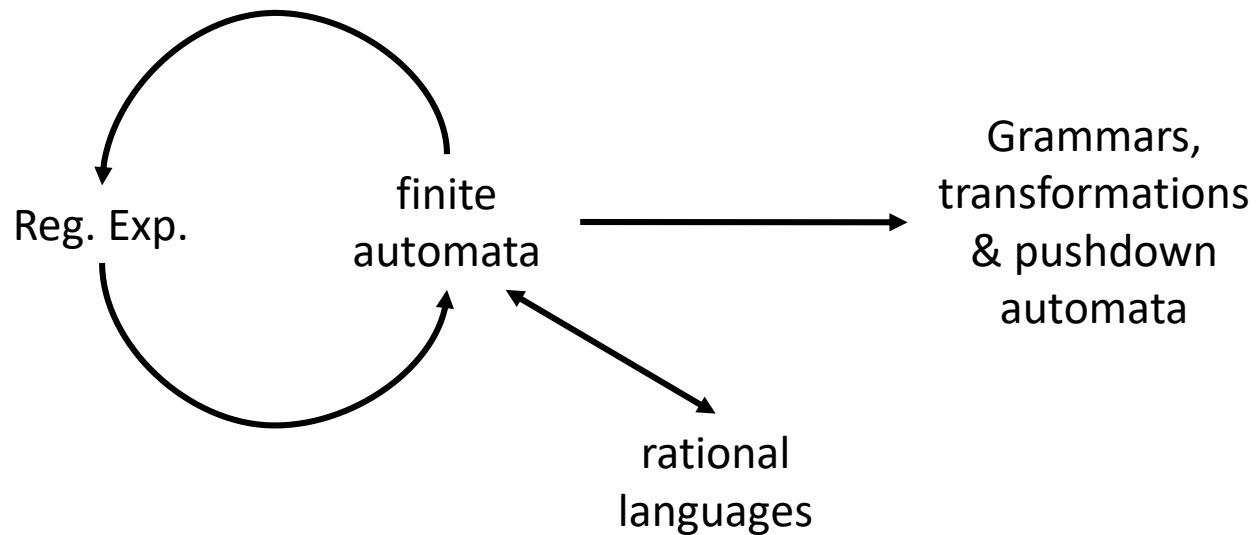 Reg. Exp.
finite
automata
Grammars,
transformations
& pushdown
automata
rational
languages